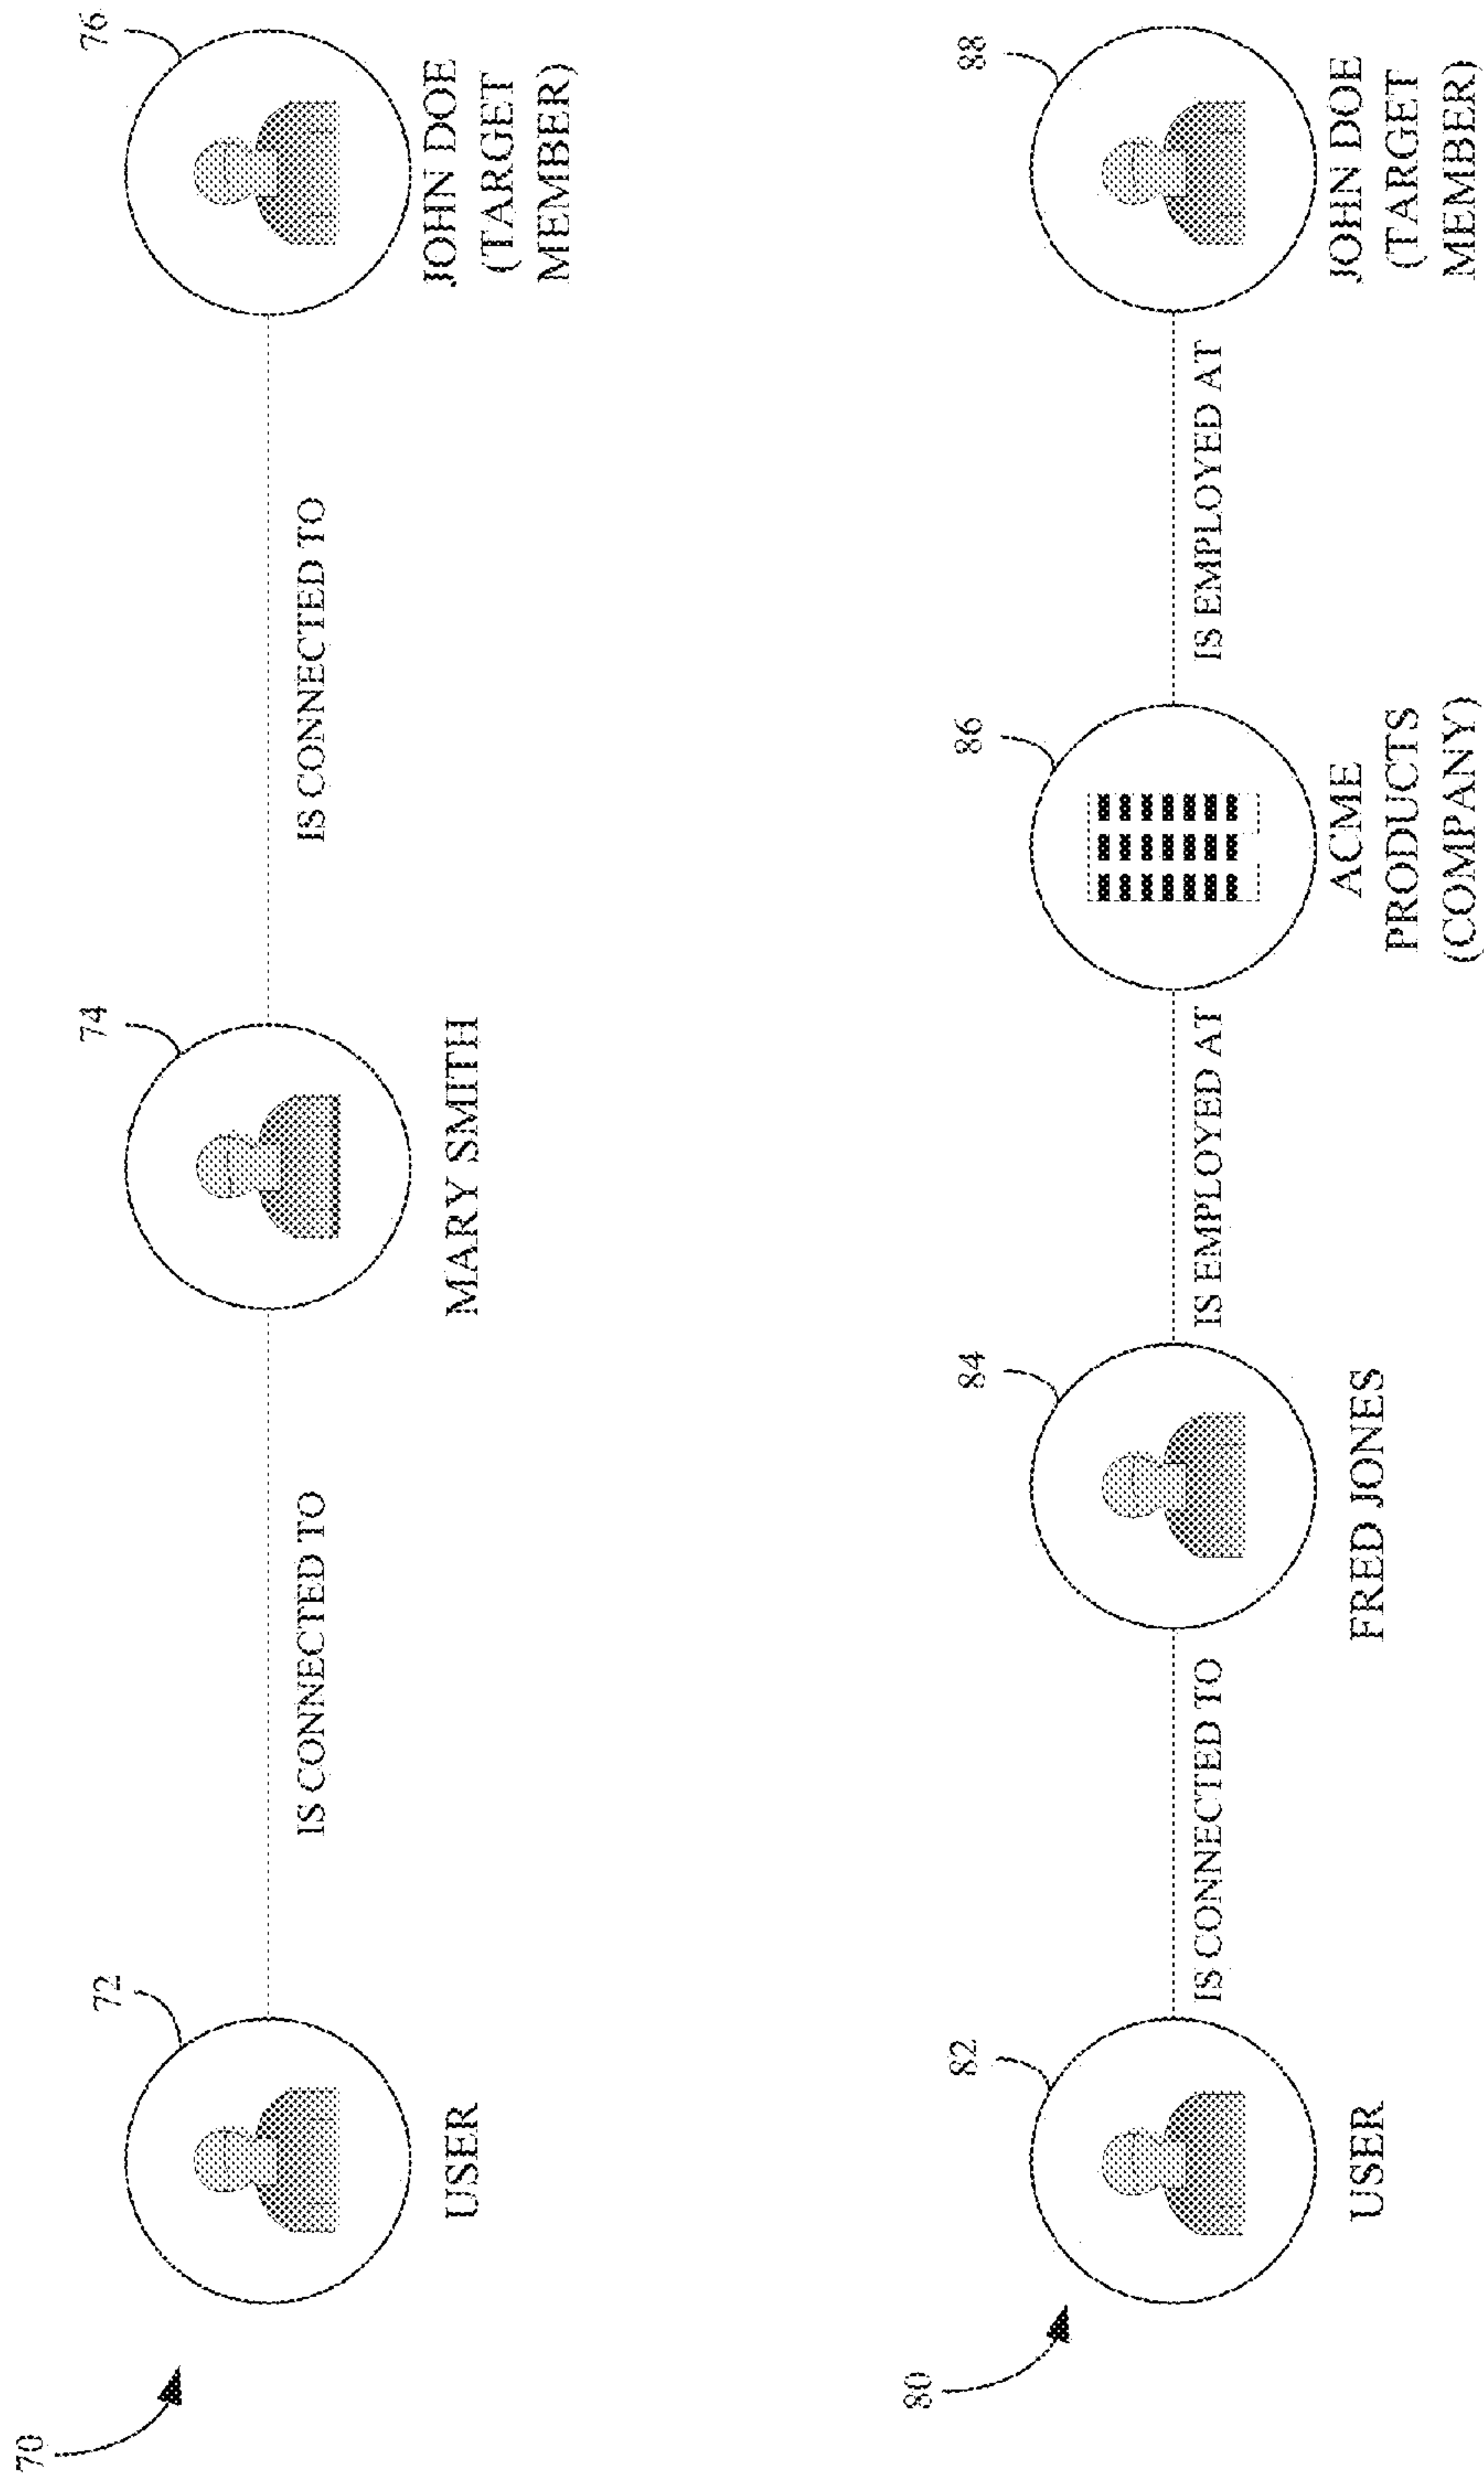 70
72
USER
IS CONNECTED TO
74
MARY SMITH
IS CONNECTED TO
76
JOHN DOE
(TARGET
MEMBER)
80
82
USER
IS CONNECTED TO
84
FRED JONES
IS EMPLOYED AT
86
ACME
PRODUCTS
(COMPANY)
IS EMPLOYED AT
88
JOHN DOE
(TARGET
MEMBER)